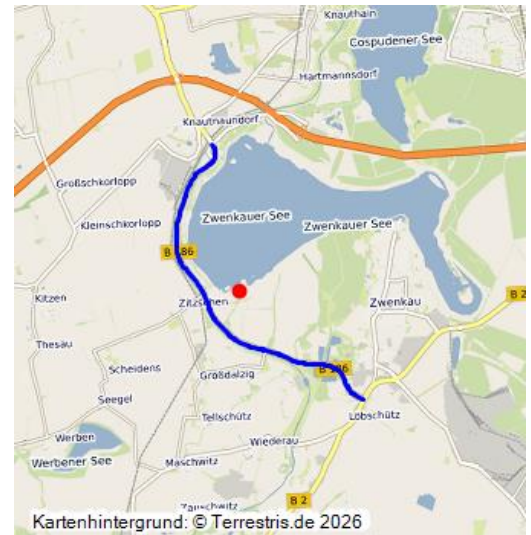 Knauthain
Cospudener See
Hartmannsdorf
Knautnaundorf
Großschkorlopp
Zwenkauer See
Zwenkauer See
Kleinschkorlopp
B 186
Kitzen
Zitzschen
Zwenkau
B 2
Thesau
Scheidens
Großdalzig
B 186
Seegel
Tellschütz
Löbschütz
Werben
Wiederau
Werbener See
Maschwitz
B 2
Zauschwitz
Kartenhintergrund: © Terrestris.de 2026